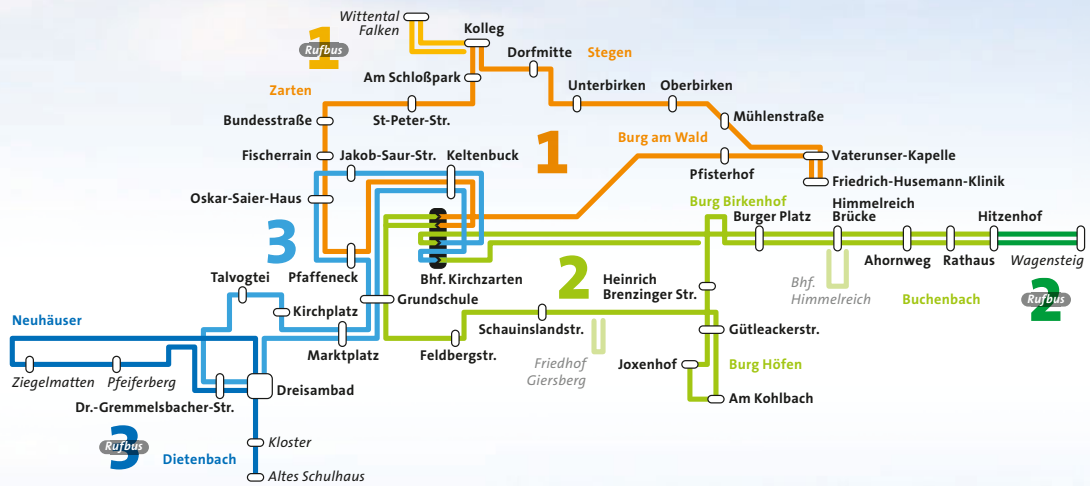 Wittental
Falken
Kolleg
1
Rufbus
Dorfmitte
Stegen
Am Schloßpark
Unterbirken
Oberbirken
Zarten
St-Peter-Str.
Mühlenstraße
Bundesstraße
1
Burg am Wald
Fischerrain
Jakob-Saur-Str.
Keltenbuck
Vaterunser-Kapelle
Pfisterhof
Friedrich-Husemann-Klinik
Oskar-Saier-Haus
Burg Birkenhof
Burger Platz
Himmelreich
Brücke
Hitzenhof
3
Pfaffeneck
Bhf. Kirchzarten
Ahornweg
Rathaus
Wagensteig
Talvogtei
2
Heinrich
Brenzinger Str.
Bhf.
Himmelreich
Buchenbach
2
Rufbus
Kirchplatz
Grundschule
Neuhäuser
Schauinslandstr.
Gütleackerstr.
Marktplatz
Feldbergstr.
Friedhof
Giersberg
Joxenhof
Burg Höfen
Ziegelmatten
Pfeiferberg
Dreisambad
Dr.-Gremmelsbacher-Str.
Am Kohlbach
3
Rufbus
Kloster
Dietenbach
Altes Schulhaus